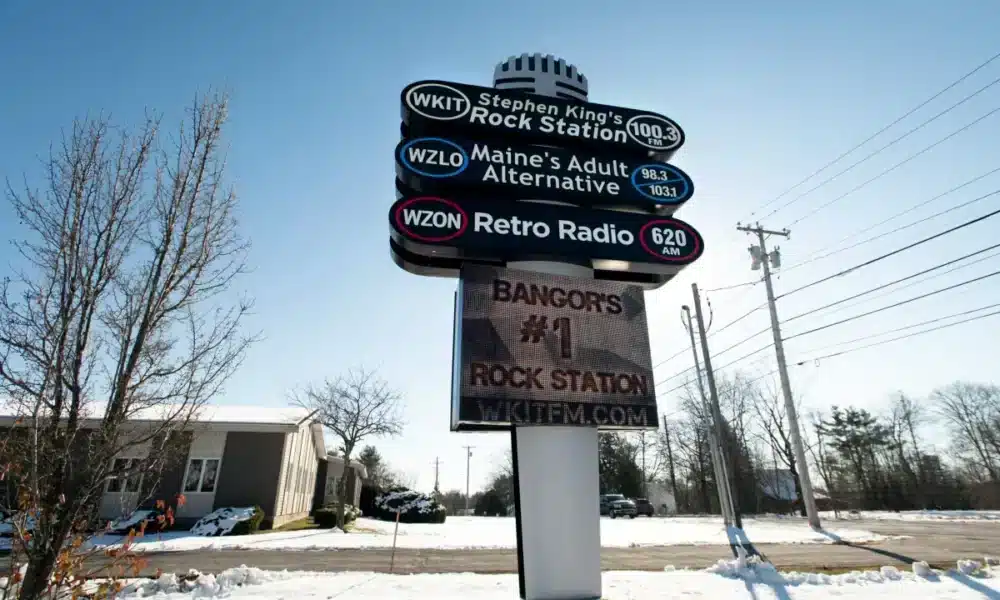 WKIT Stephen King's Rock Station 100.3 FM
WZLO Maine's Adult Alternative 98.3 103.1
WZON Retro Radio 620 AM
BANGOR'S
#1
ROCK STATION
WKITFM.COM